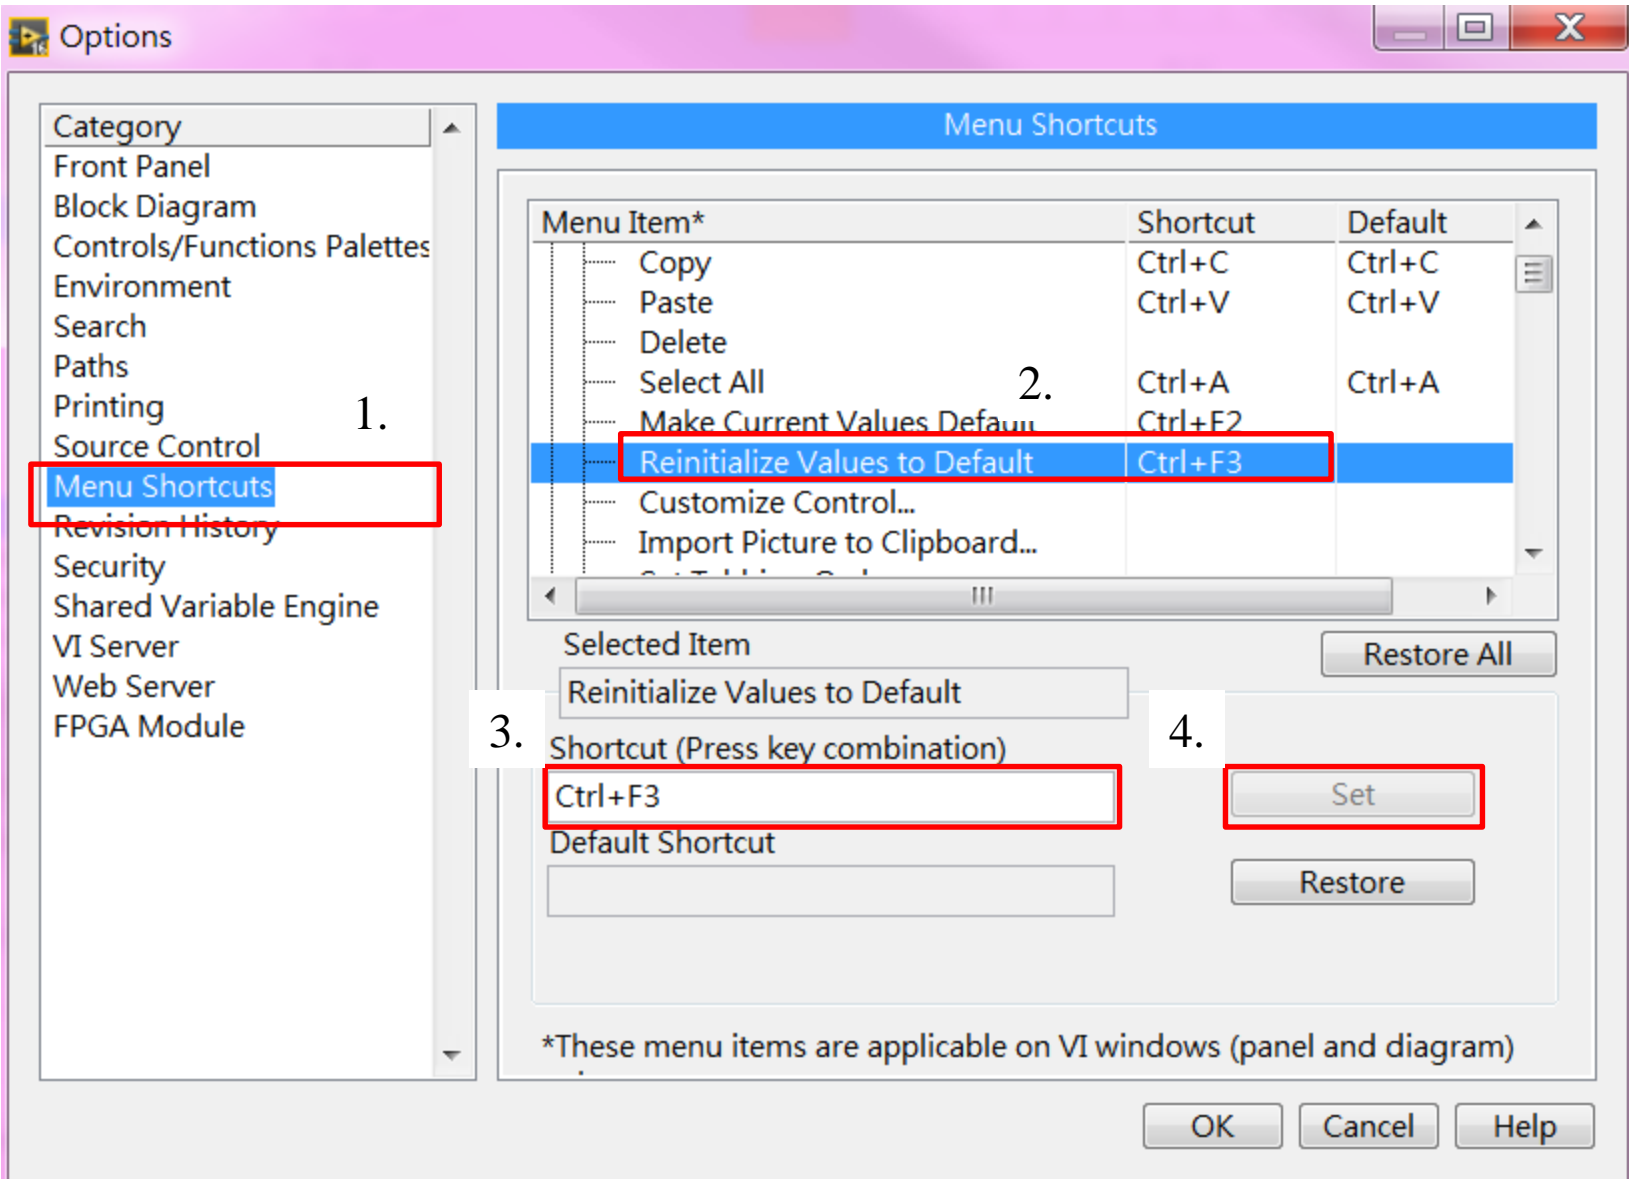 Options
Category
Front Panel
Block Diagram
Controls/Functions Palettes
Environment
Search
Paths
Printing
1.
Source Control
Menu Shortcuts
Revision History
Security
Shared Variable Engine
VI Server
Web Server
FPGA Module
Menu Shortcuts
Menu Item* Shortcut Default
Copy Ctrl+C Ctrl+C
Paste Ctrl+V Ctrl+V
Delete
Select All Ctrl+A Ctrl+A
2.
Make Current Values Default Ctrl+F2
Reinitialize Values to Default Ctrl+F3
Customize Control...
Import Picture to Clipboard...
Selected Item
Restore All
Reinitialize Values to Default
3.
Shortcut (Press key combination)
4.
Ctrl+F3
Set
Default Shortcut
Restore
*These menu items are applicable on VI windows (panel and diagram)
OK Cancel Help